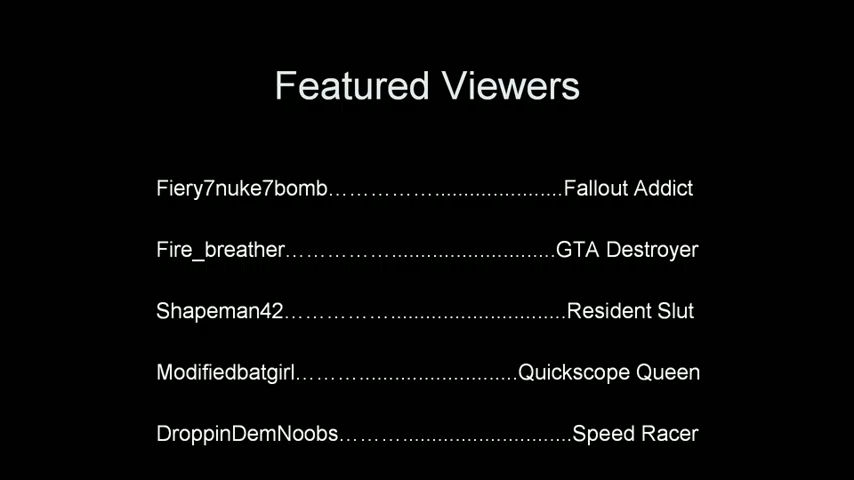 Featured Viewers
Fiery7nuke7bomb……………......................Fallout Addict
Fire_breather……………............................GTA Destroyer
Shapeman42……………..............................Resident Slut
Modifiedbatgirl………............................Quickscope Queen
DroppinDemNoobs………............................Speed Racer